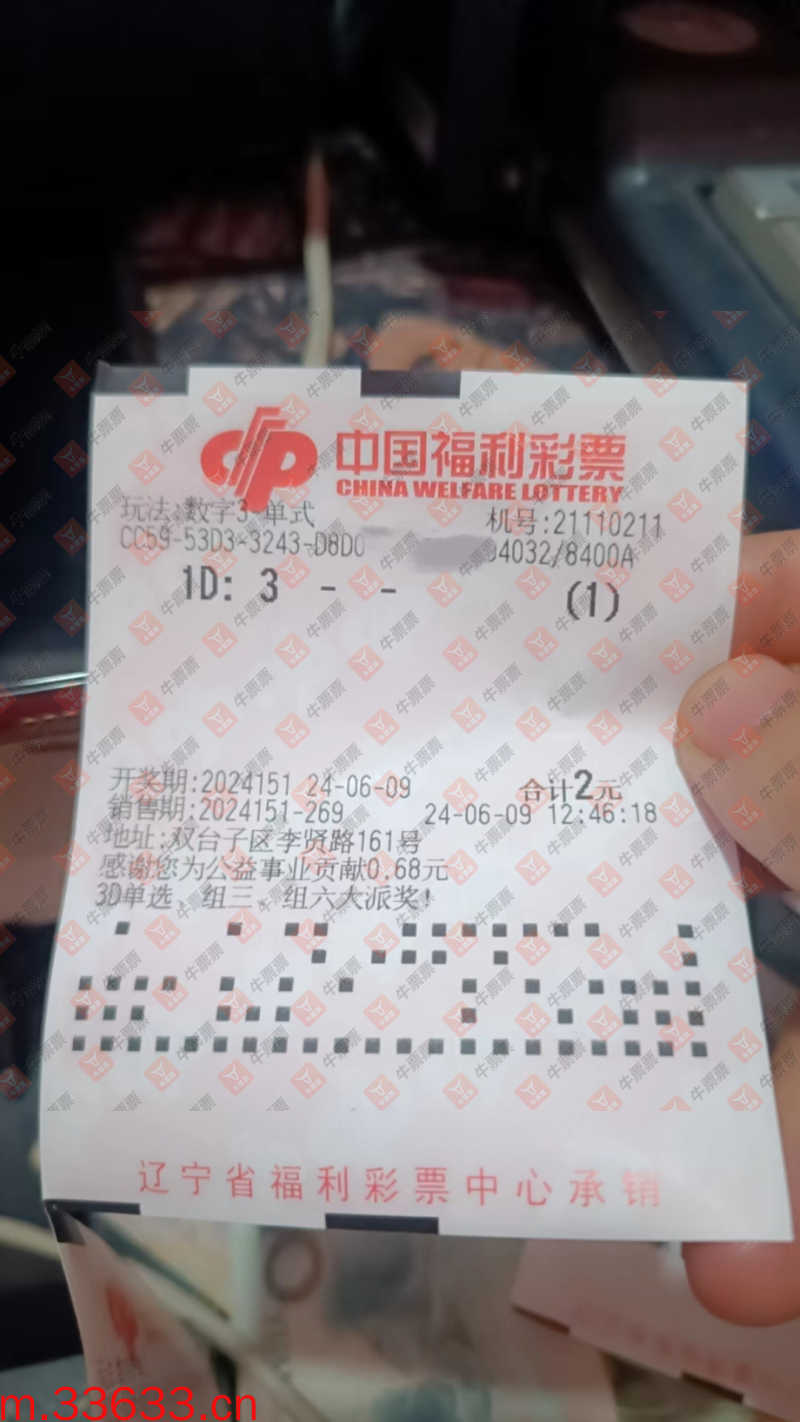 中国福利彩票
CHINA WELFARE LOTTERY
玩法:数字3 单式 机号:21110211
CC59-53D3-3243-D8D0 04032/8400A
1D: 3 - - (1)
开奖期:2024151 24-06-09 合计2元
销售期:2024151-269 24-06-09 12:46:18
地址:双台子区李贤路161号
感谢您为公益事业贡献0.68元
3D单选、组三、组六大派奖!
辽宁省福利彩票中心承销
牛票票
m.33633.cn